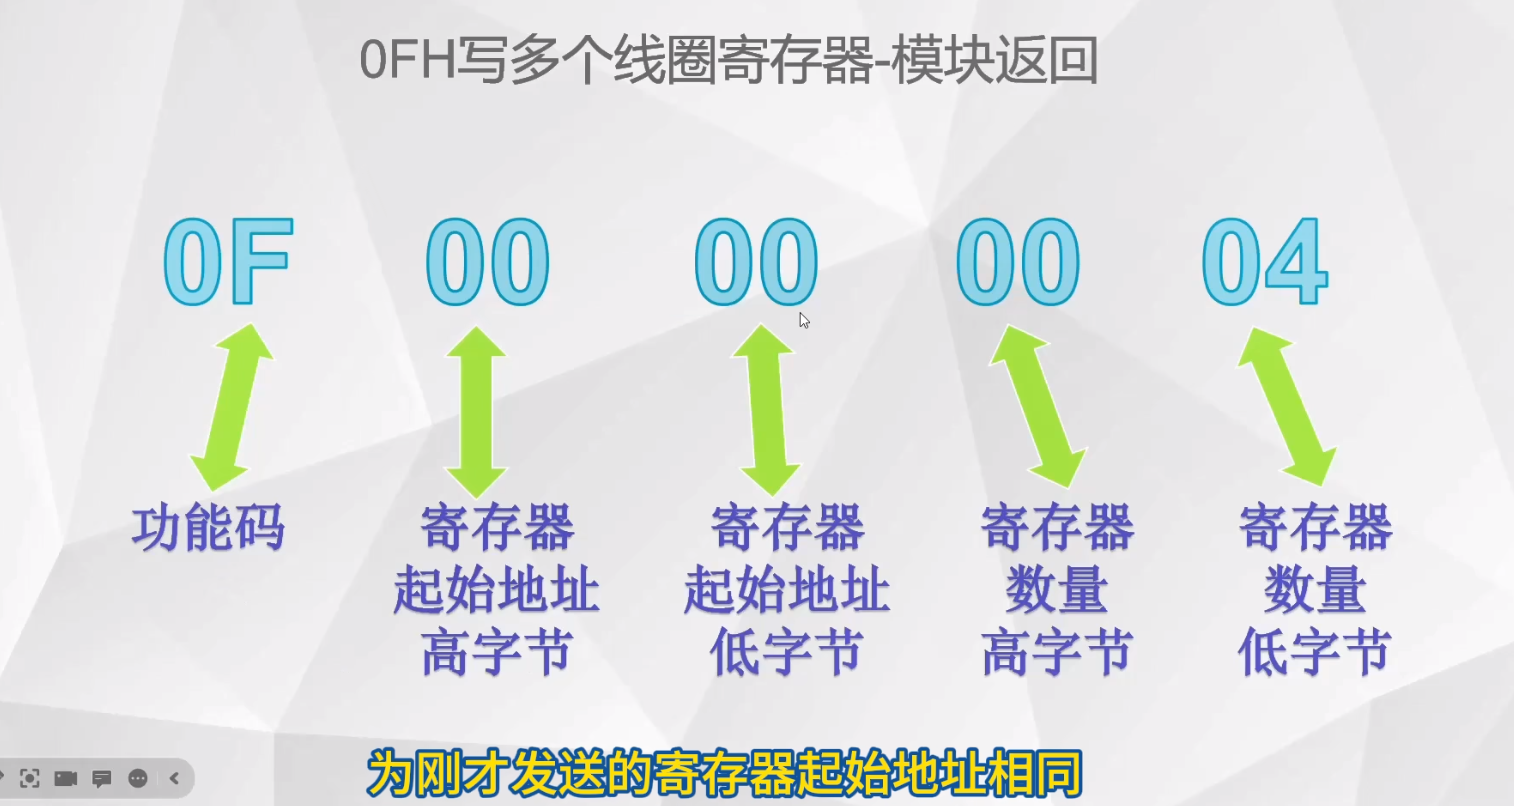 0FH写多个线圈寄存器-模块返回
0F 00 00 00 04
功能码
寄存器
起始地址
高字节
寄存器
起始地址
低字节
寄存器
数量
高字节
寄存器
数量
低字节
为刚才发送的寄存器起始地址相同